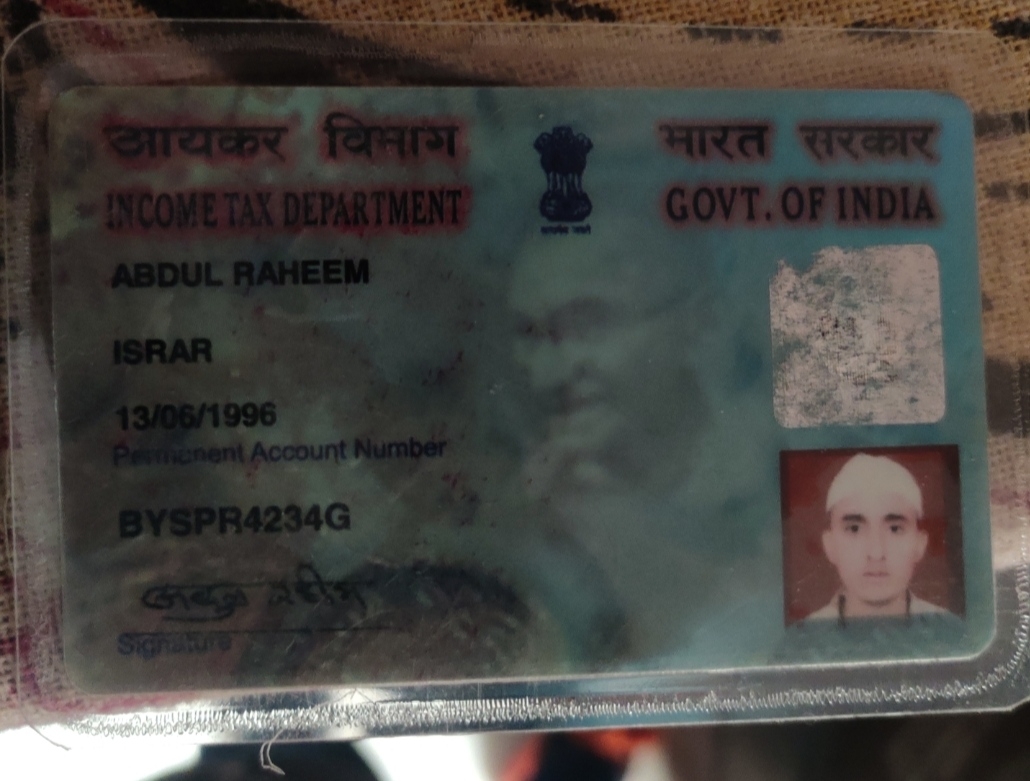 आयकर विभाग
INCOME TAX DEPARTMENT
भारत सरकार
GOVT. OF INDIA
सत्यमेव जयते
ABDUL RAHEEM
ISRAR
13/06/1996
Permanent Account Number
BYSPR4234G
अब्दुल रहीम
Signature